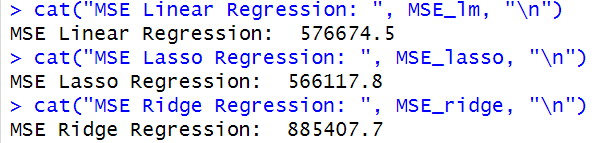 > cat("MSE Linear Regression: ", MSE_lm, "\n")
MSE Linear Regression:  576674.5
> cat("MSE Lasso Regression: ", MSE_lasso, "\n")
MSE Lasso Regression:  566117.8
> cat("MSE Ridge Regression: ", MSE_ridge, "\n")
MSE Ridge Regression:  885407.7